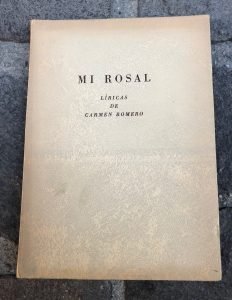 MI ROSAL
LÍRICAS
DE
CARMEN ROMERO